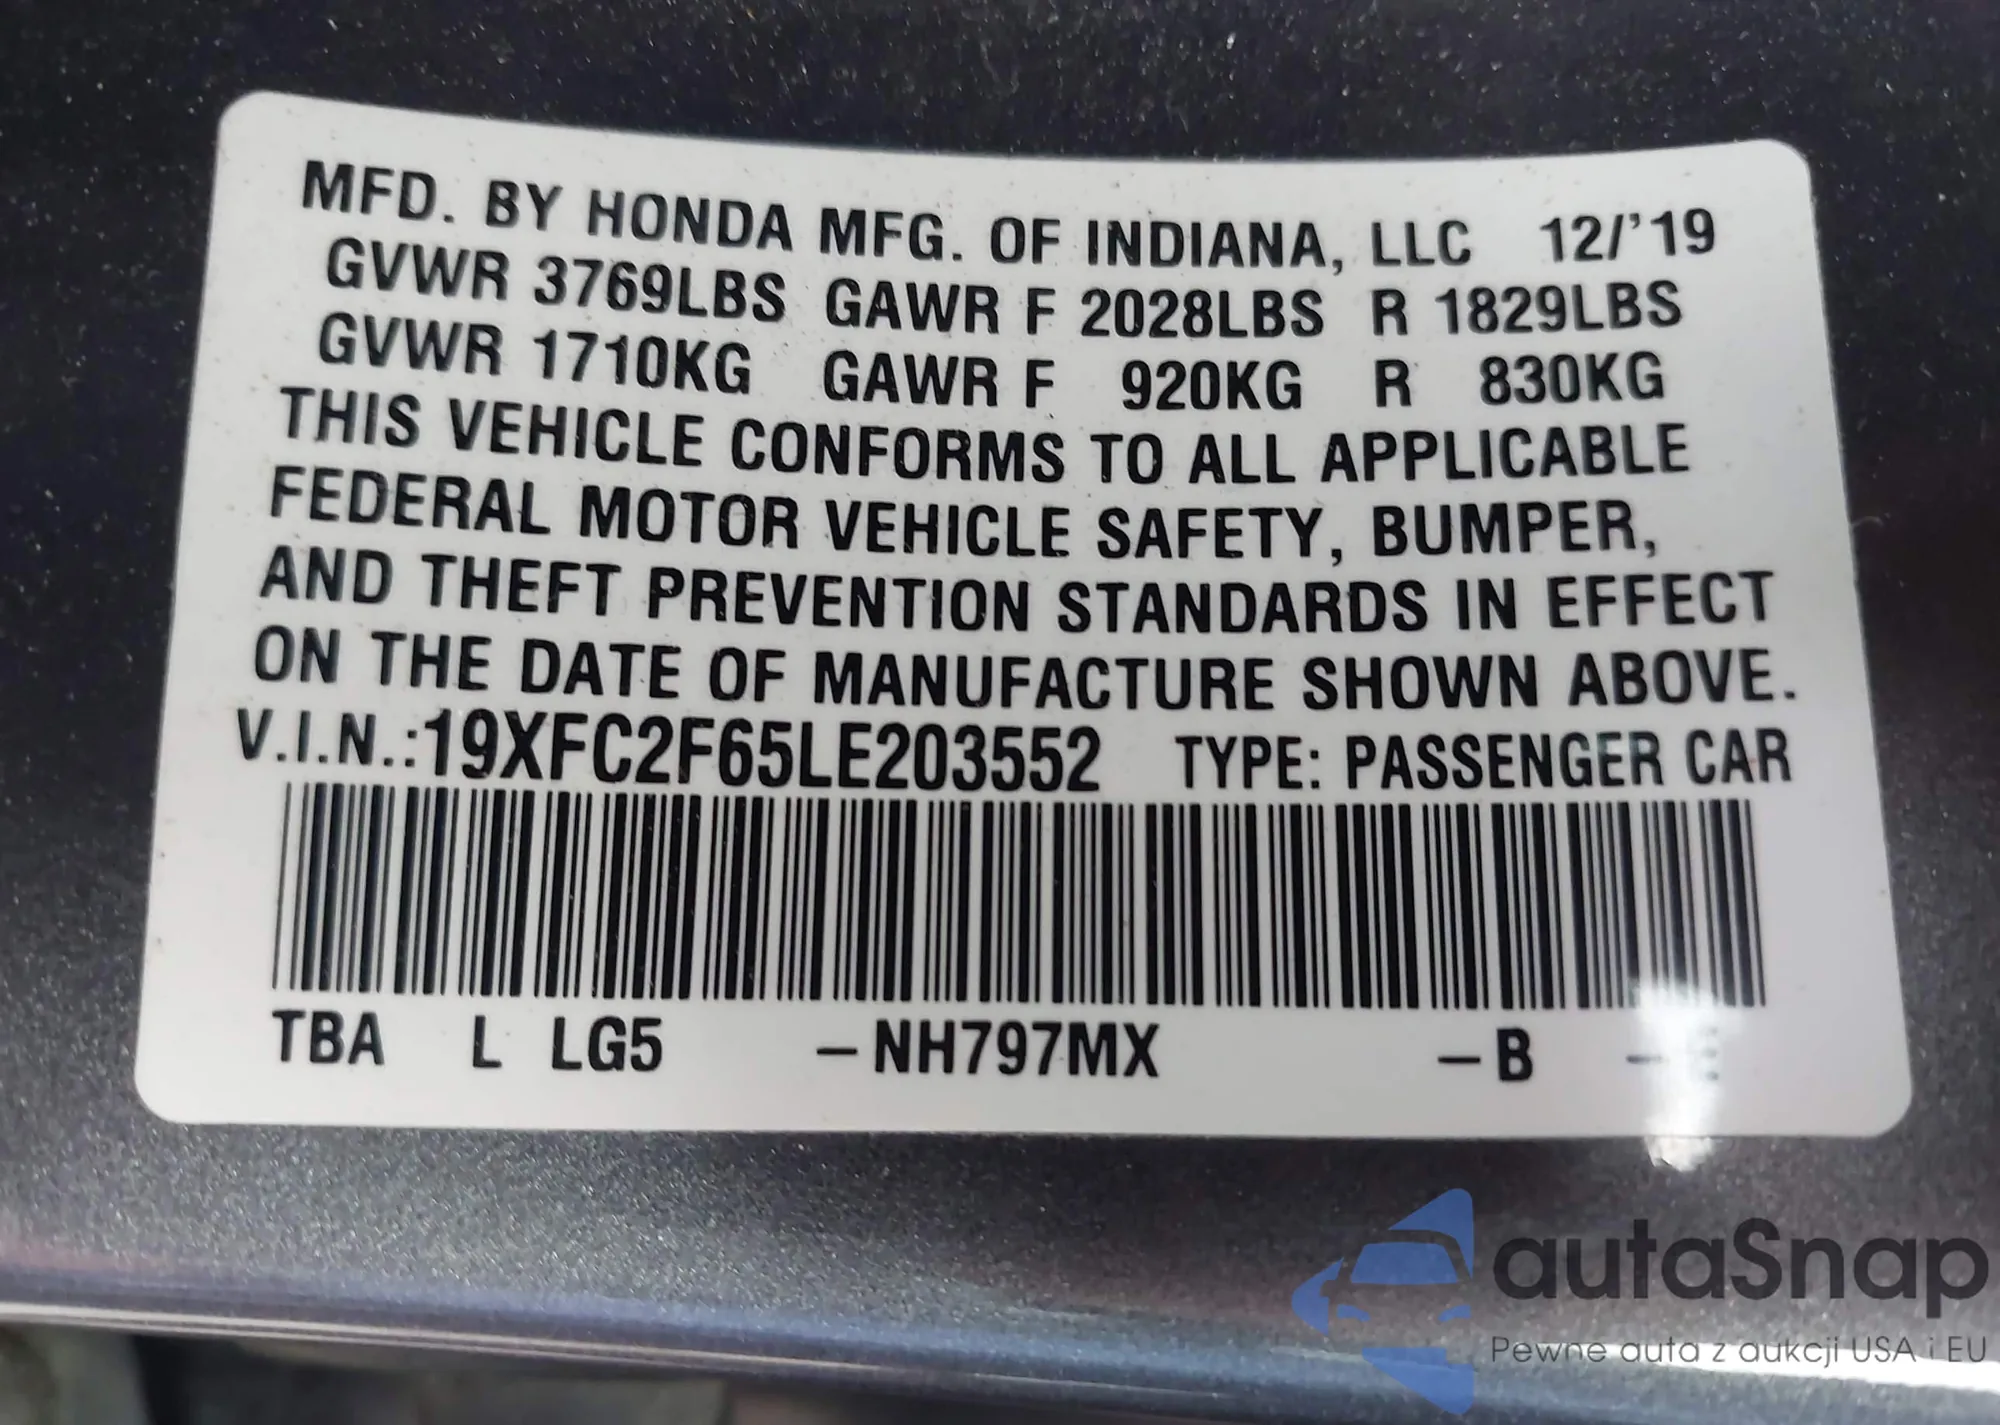 MFD. BY HONDA MFG. OF INDIANA, LLC 12/'19
GVWR 3769LBS GAWR F 2028LBS R 1829LBS
GVWR 1710KG GAWR F 920KG R 830KG
THIS VEHICLE CONFORMS TO ALL APPLICABLE
FEDERAL MOTOR VEHICLE SAFETY, BUMPER,
AND THEFT PREVENTION STANDARDS IN EFFECT
ON THE DATE OF MANUFACTURE SHOWN ABOVE.
V.I.N.:19XFC2F65LE203552 TYPE: PASSENGER CAR
TBA L LG5 –NH797MX –B –
autaSnap
Pewne auta z aukcji USA i EU